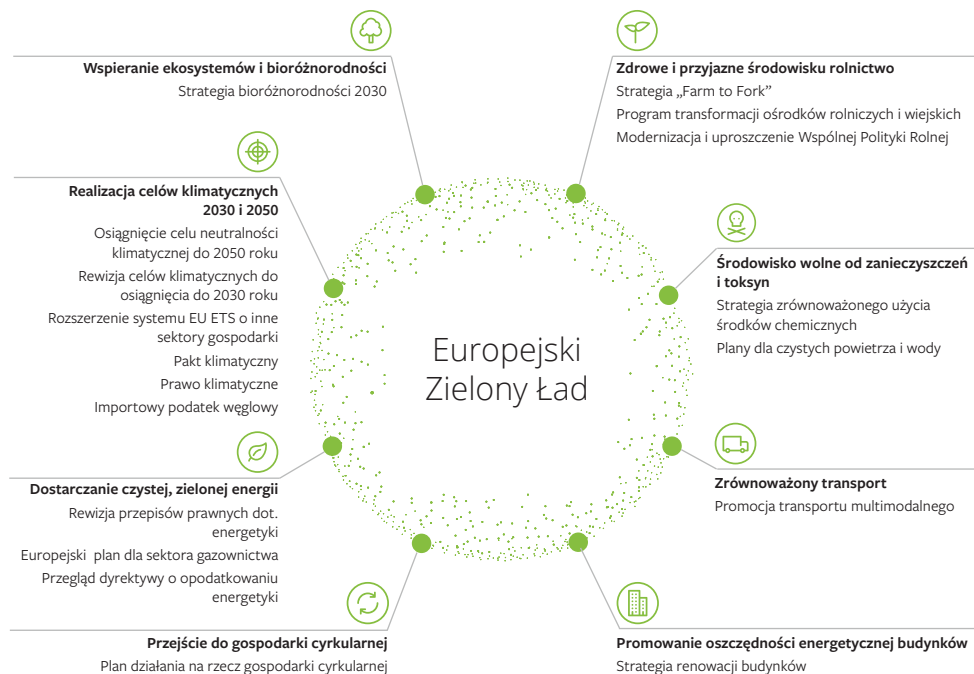 Wspieranie ekosystemów i bioróżnorodności
Strategia bioróżnorodności 2030
Zdrowe i przyjazne środowisku rolnictwo
Strategia „Farm to Fork”
Program transformacji ośrodków rolniczych i wiejskich
Modernizacja i uproszczenie Wspólnej Polityki Rolnej
Realizacja celów klimatycznych
2030 i 2050
Osiągnięcie celu neutralności
klimatycznej do 2050 roku
Rewizja celów klimatycznych do
osiągnięcia do 2030 roku
Rozszerzenie systemu EU ETS o inne
sektory gospodarki
Pakt klimatyczny
Prawo klimatyczne
Importowy podatek węglowy
Środowisko wolne od zanieczyszczeń
i toksyn
Strategia zrównoważonego użycia
środków chemicznych
Plany dla czystych powietrza i wody
Europejski
Zielony Ład
Dostarczanie czystej, zielonej energii
Rewizja przepisów prawnych dot.
energetyki
Europejski plan dla sektora gazownictwa
Przegląd dyrektywy o opodatkowaniu
energetyki
Zrównoważony transport
Promocja transportu multimodalnego
Przejście do gospodarki cyrkularnej
Plan działania na rzecz gospodarki cyrkularnej
Promowanie oszczędności energetycznej budynków
Strategia renowacji budynków